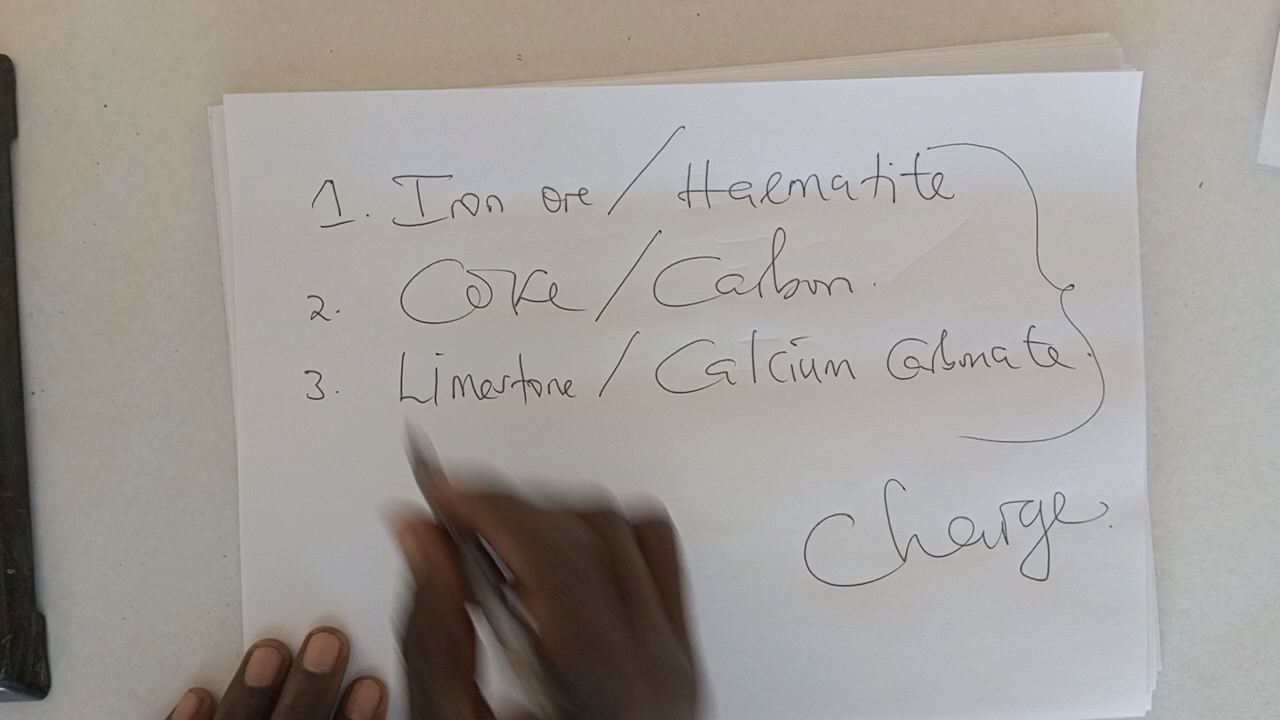 1. Iron ore / Haematite
2. Coke / Carbon.
3. Limestone / Calcium Carbonate.
Charge.